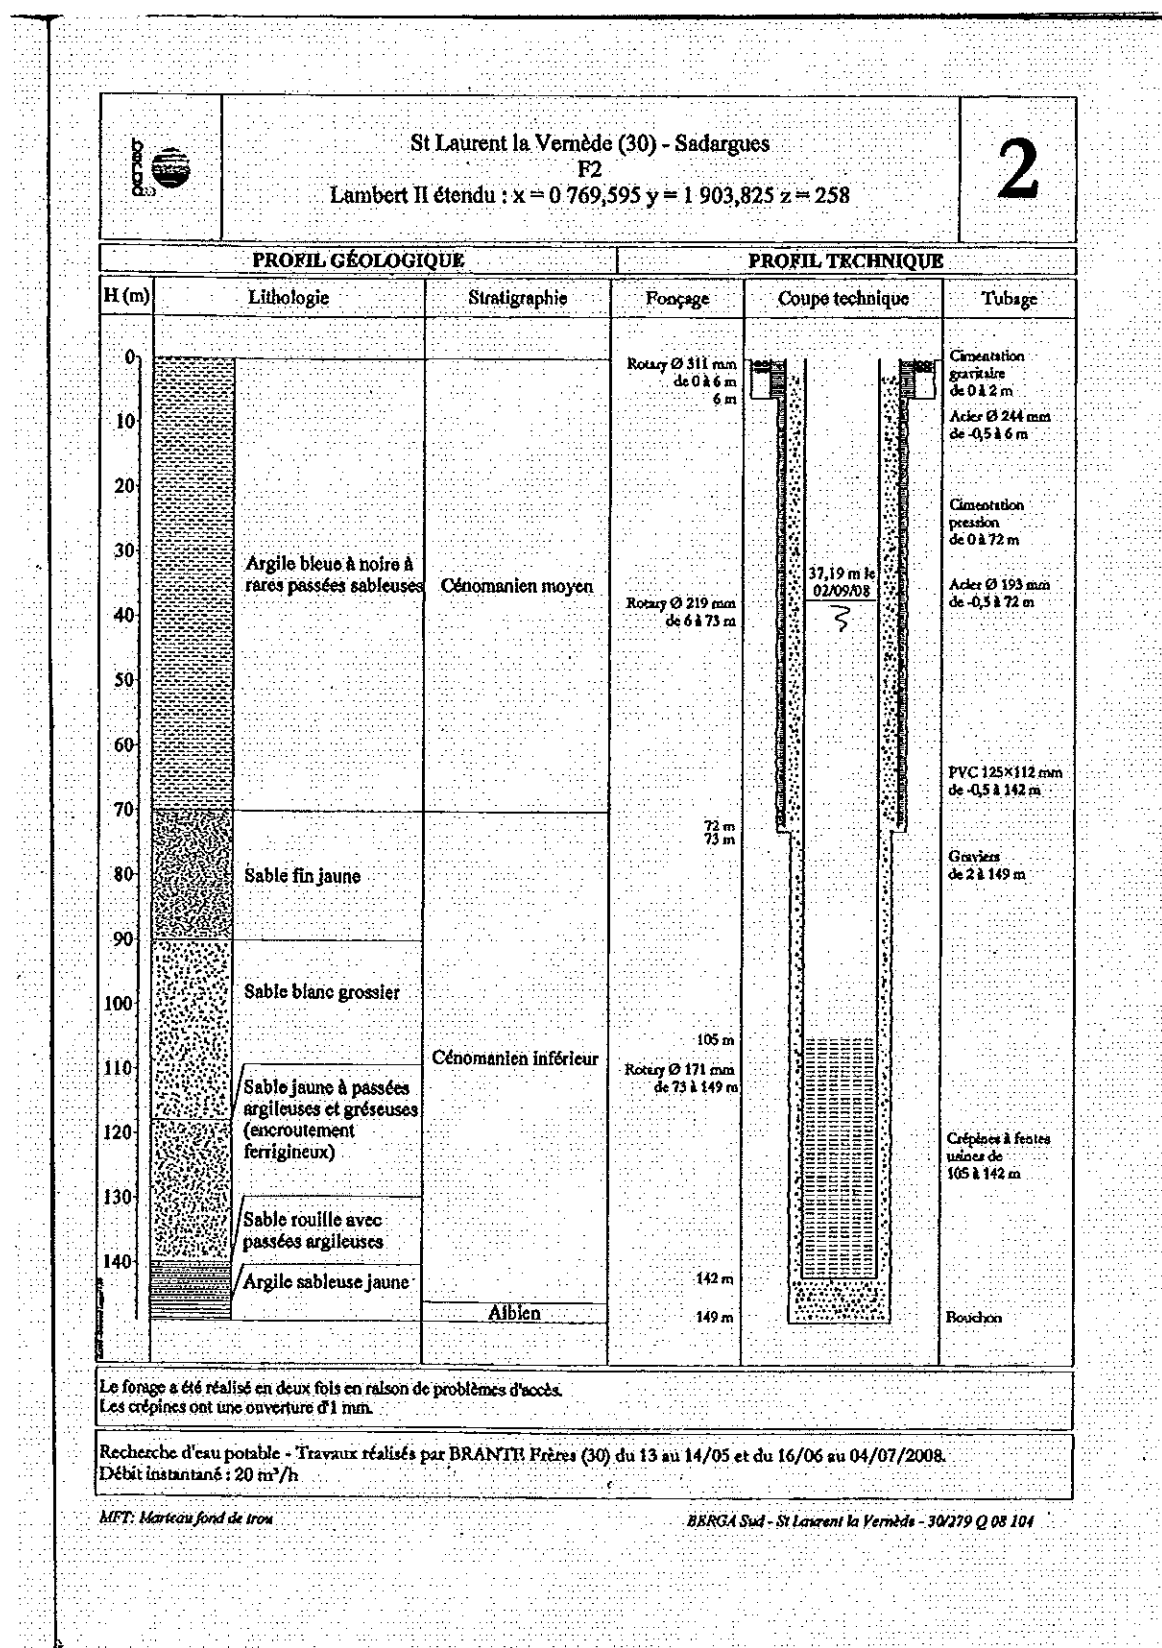 berga
St Laurent la Vernède (30) - Sadargues
F2
Lambert II étendu : x = 0 769,595 y = 1 903,825 z = 258
2
PROFIL GÉOLOGIQUE
PROFIL TECHNIQUE
H (m)
Lithologie
Stratigraphie
Fonçage
Coupe technique
Tubage
0
10
20
30
40
50
60
70
80
90
100
110
120
130
140
Argile bleue à noire à
rares passées sableuses
Sable fin jaune
Sable blanc grossier
Sable jaune à passées
argileuses et gréseuses
(encroutement
ferrigineux)
Sable rouille avec
passées argileuses
Argile sableuse jaune
Cénomanien moyen
Cénomanien inférieur
Albien
Rotary Ø 311 mm
de 0 à 6 m
6 m
Rotary Ø 219 mm
de 6 à 73 m
72 m
73 m
105 m
Rotary Ø 171 mm
de 73 à 149 m
142 m
149 m
37,19 m le
02/09/08
Cimentation
gravitaire
de 0 à 2 m
Acier Ø 244 mm
de -0,5 à 6 m
Cimentation
pression
de 0 à 72 m
Acier Ø 193 mm
de -0,5 à 72 m
PVC 125×112 mm
de -0,5 à 142 m
Graviers
de 2 à 149 m
Crépines à fentes
usines de
105 à 142 m
Bouchon
Le forage a été réalisé en deux fois en raison de problèmes d'accès.
Les crépines ont une ouverture d'1 mm.
Recherche d'eau potable - Travaux réalisés par BRANTE Frères (30) du 13 au 14/05 et du 16/06 au 04/07/2008.
Débit instantané : 20 m³/h
MFT: Marteau fond de trou
BERGA Sud - St Laurent la Vernède - 30/279 Q 08 104